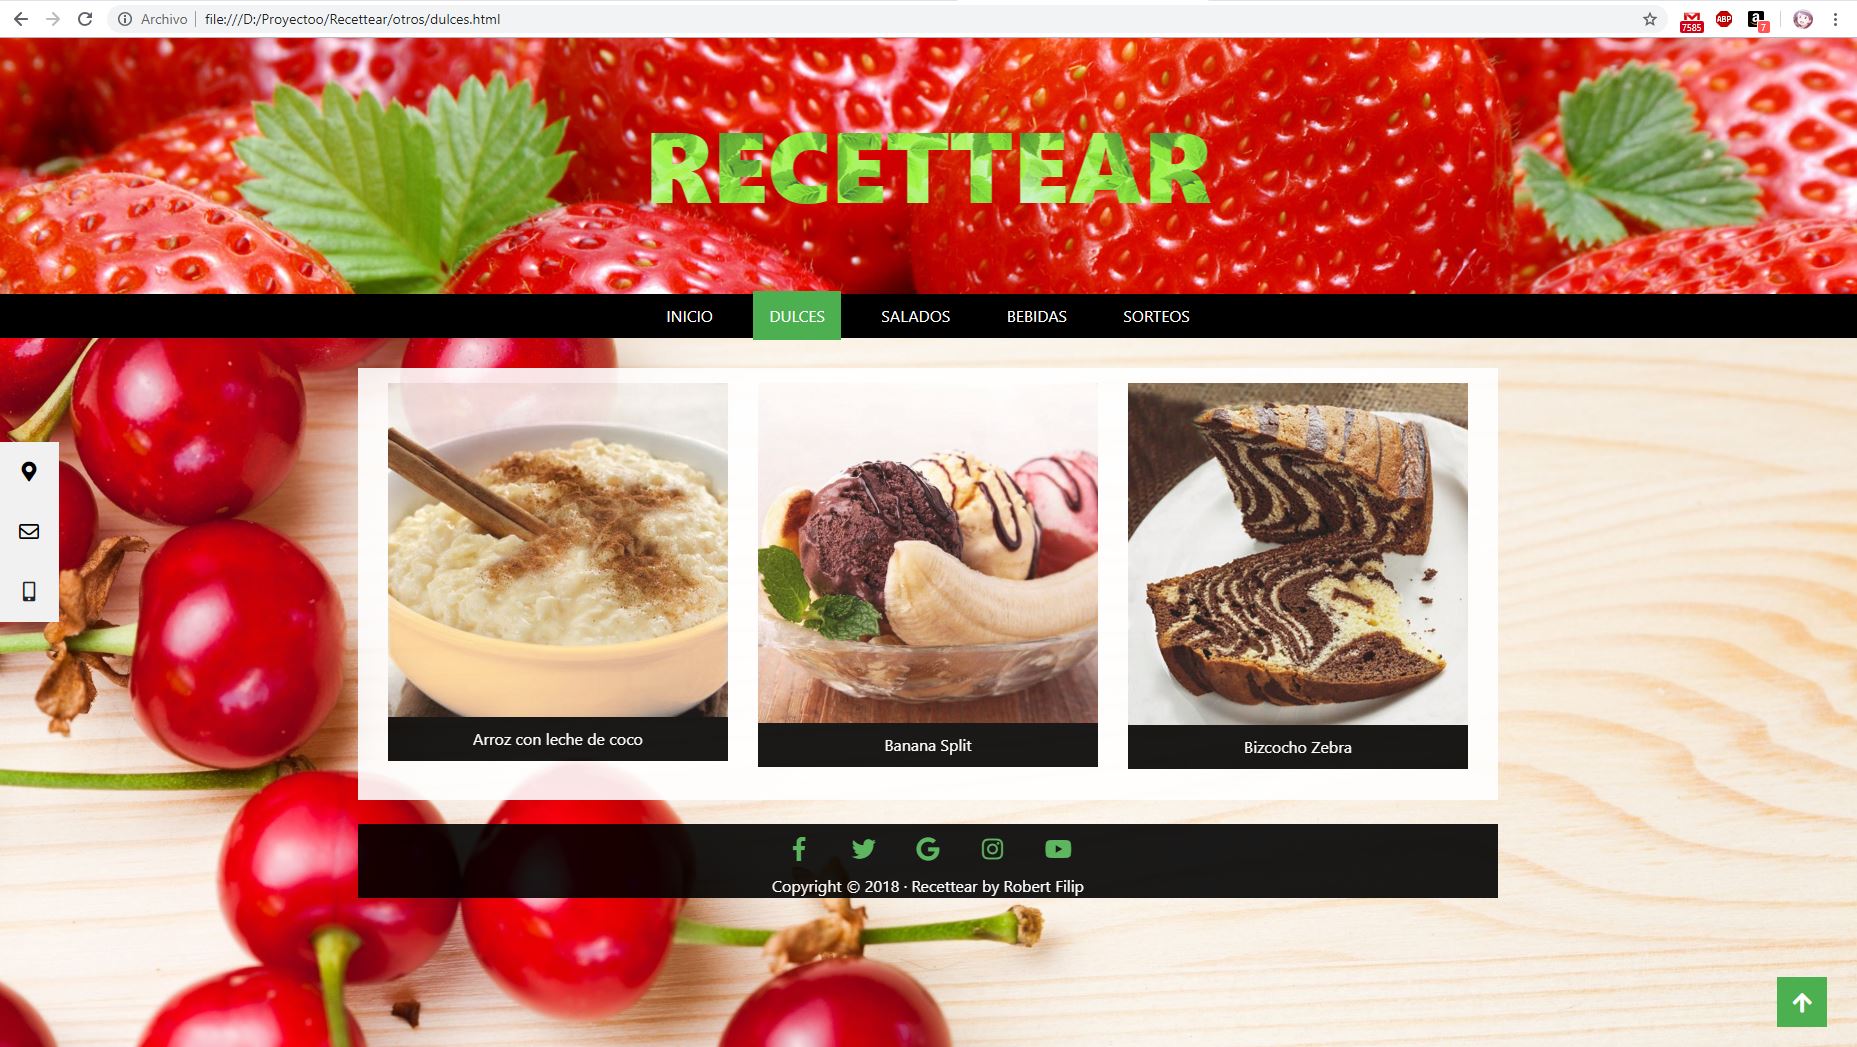 Archivo | file:///D:/Proyectoo/Recettear/otros/dulces.html
7585
ABP
a
7
RECETTEAR
INICIO DULCES SALADOS BEBIDAS SORTEOS
Arroz con leche de coco
Banana Split
Bizcocho Zebra
Copyright © 2018 · Recettear by Robert Filip